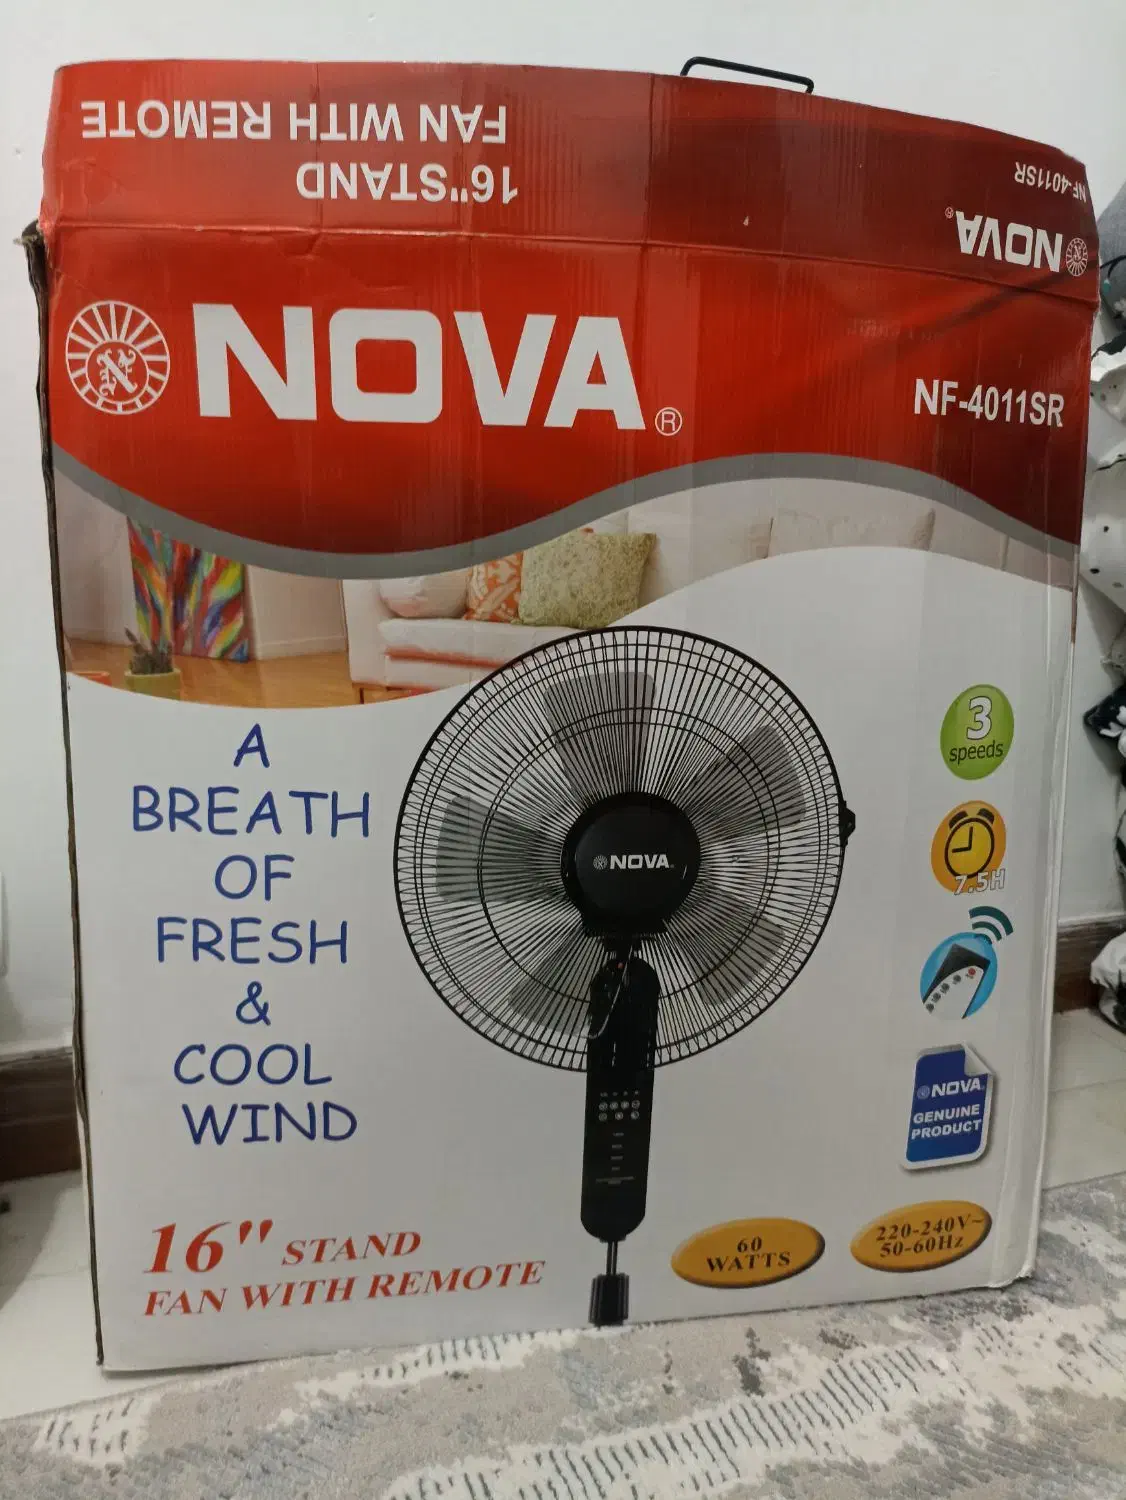 16"STAND
FAN WITH REMOTE
NOVA®
NF-4011SR
NOVA®
NF-4011SR
A
BREATH
OF
FRESH
&
COOL
WIND
NOVA
3
speeds
7.5H
NOVA
GENUINE
PRODUCT
16" STAND
FAN WITH REMOTE
60
WATTS
220-240V~
50-60Hz